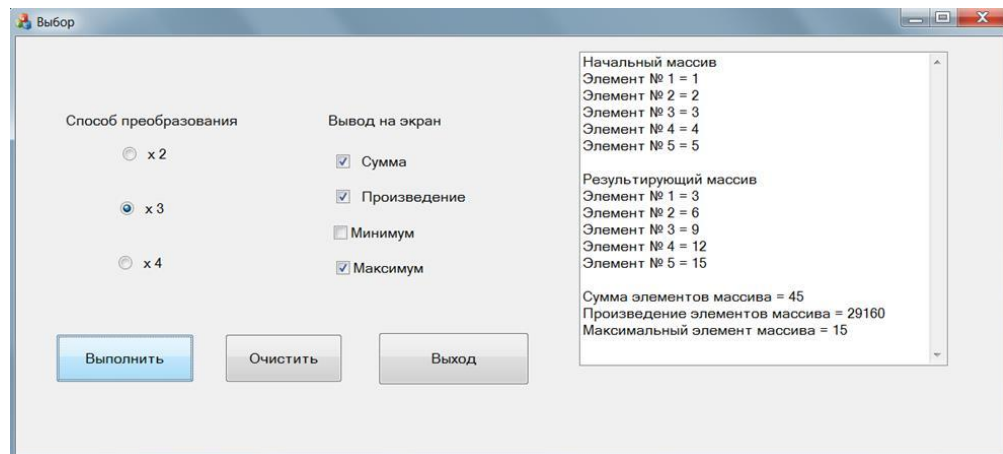 Выбор
Способ преобразования
x 2
x 3
x 4
Вывод на экран
Сумма
Произведение
Минимум
Максимум
Выполнить
Очистить
Выход
Начальный массив
Элемент № 1 = 1
Элемент № 2 = 2
Элемент № 3 = 3
Элемент № 4 = 4
Элемент № 5 = 5
Результирующий массив
Элемент № 1 = 3
Элемент № 2 = 6
Элемент № 3 = 9
Элемент № 4 = 12
Элемент № 5 = 15
Сумма элементов массива = 45
Произведение элементов массива = 29160
Максимальный элемент массива = 15